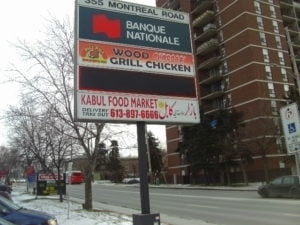 355 MONTREAL ROAD
BANQUE
NATIONALE
WOOD
GRILL CHICKEN
KABUL FOOD MARKET
DELIVERY
TAKE OUT 613-897-6666